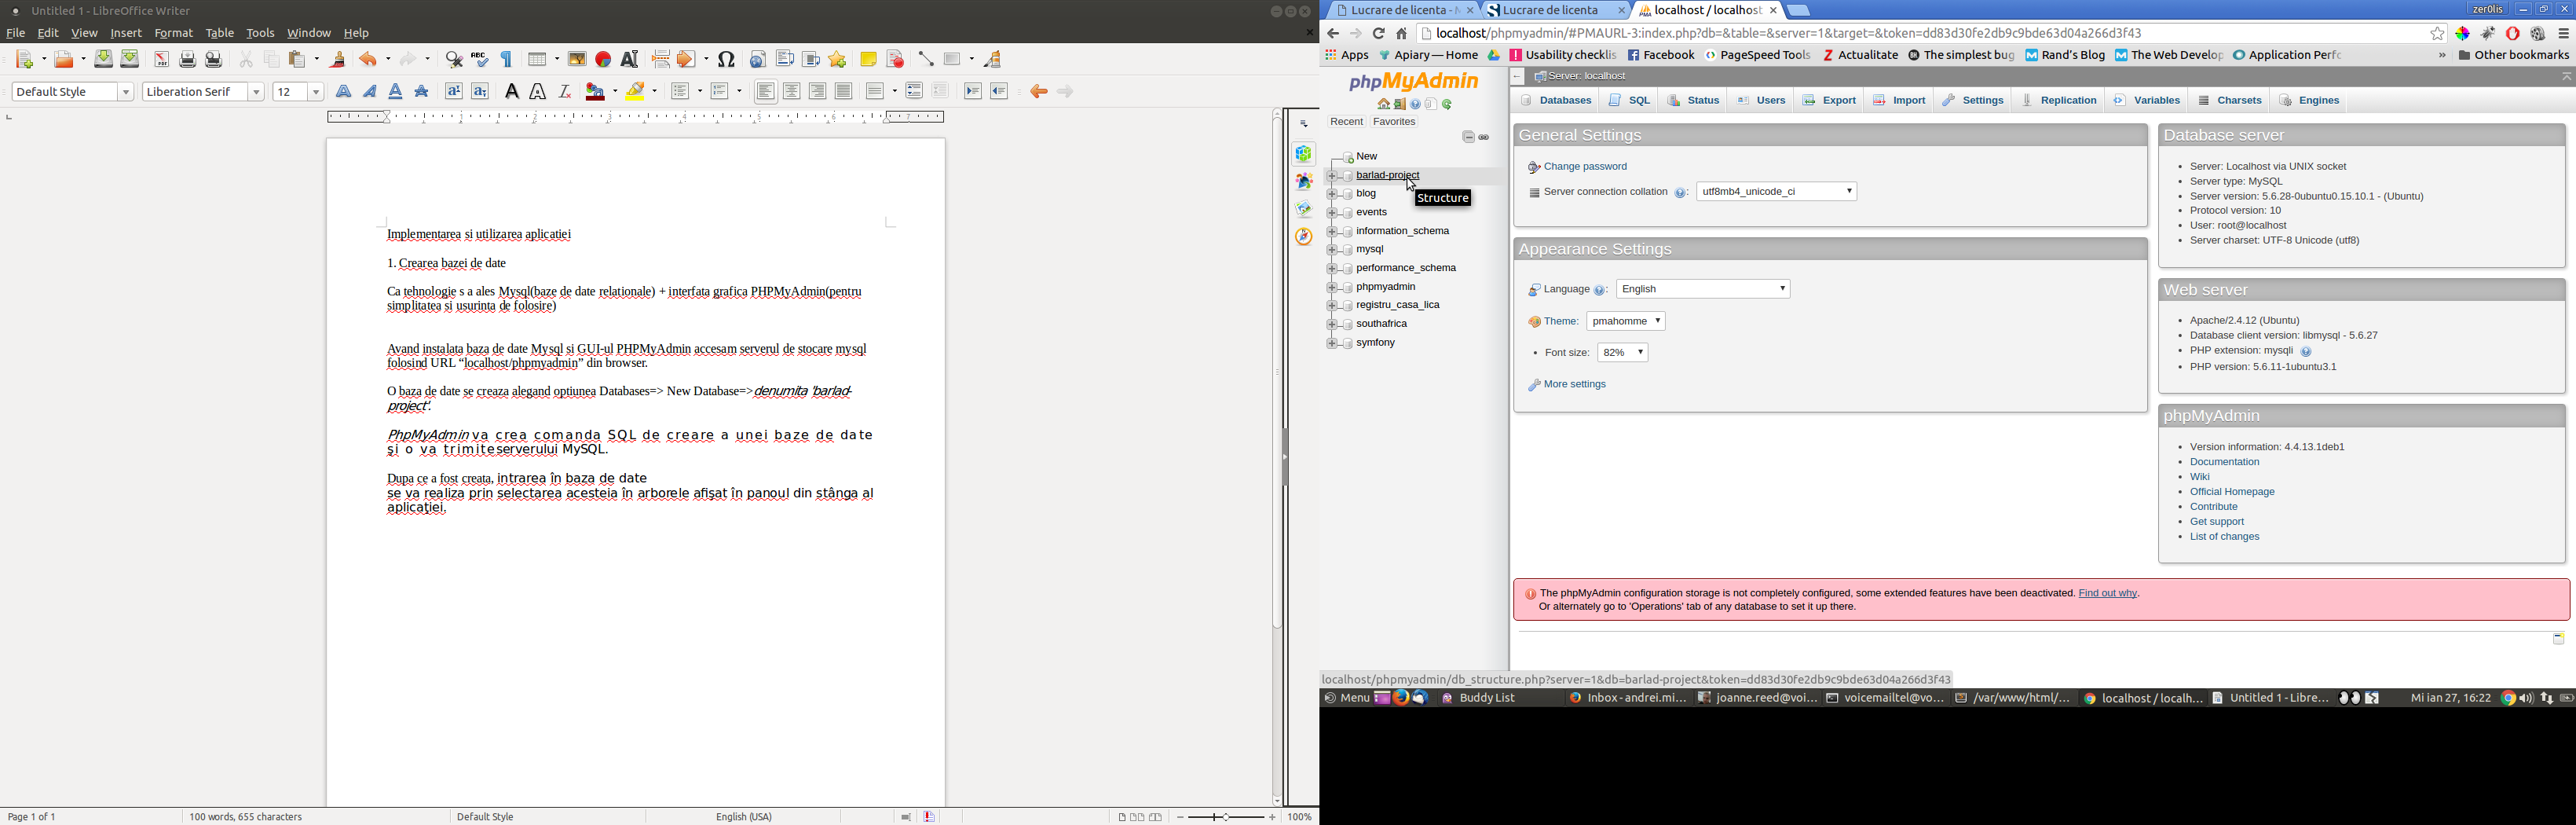 Untitled 1 - LibreOffice Writer
File Edit View Insert Format Table Tools Window Help
Default Style Liberation Serif 12
Implementarea si utilizarea aplicatiei
1. Crearea bazei de date
Ca tehnologie s a ales Mysql(baze de date relationale) + interfata grafica PHPMyAdmin(pentru
simplitatea si usurinta de folosire)
Avand instalata baza de date Mysql si GUI-ul PHPMyAdmin accesam serverul de stocare mysql
folosind URL “localhost/phpmyadmin” din browser.
O baza de date se creaza alegand optiunea Databases=> New Database=>denumita 'barlad-
project'.
PhpMyAdmin va crea comanda SQL de creare a unei baze de date
şi o va trimiteserverului MySQL.
Dupa ce a fost creata, intrarea în baza de date
se va realiza prin selectarea acesteia în arborele afişat în panoul din stânga al
aplicaţiei.
Page 1 of 1 100 words, 655 characters Default Style English (USA) 100%
Lucrare de licenta - Lucrare de licenta localhost / localhost zer0lis
localhost/phpmyadmin/#PMAURL-3:index.php?db=&table=&server=1&target=&token=dd83d30fe2db9c9bde63d04a266d3f43
Apps Apiary — Home Usability checklis Facebook PageSpeed Tools Actualitate The simplest bug Rand's Blog The Web Develop Application Perfo » Other bookmarks
phpMyAdmin
Recent Favorites
New
barlad-project
Structure
blog
events
information_schema
mysql
performance_schema
phpmyadmin
registru_casa_lica
southafrica
symfony
Server: localhost
Databases SQL Status Users Export Import Settings Replication Variables Charsets Engines
General Settings
Change password
Server connection collation : utf8mb4_unicode_ci
Appearance Settings
Language : English
Theme: pmahomme
• Font size: 82%
More settings
Database server
• Server: Localhost via UNIX socket
• Server type: MySQL
• Server version: 5.6.28-0ubuntu0.15.10.1 - (Ubuntu)
• Protocol version: 10
• User: root@localhost
• Server charset: UTF-8 Unicode (utf8)
Web server
• Apache/2.4.12 (Ubuntu)
• Database client version: libmysql - 5.6.27
• PHP extension: mysqli
• PHP version: 5.6.11-1ubuntu3.1
phpMyAdmin
• Version information: 4.4.13.1deb1
• Documentation
• Wiki
• Official Homepage
• Contribute
• Get support
• List of changes
The phpMyAdmin configuration storage is not completely configured, some extended features have been deactivated. Find out why.
Or alternately go to 'Operations' tab of any database to set it up there.
localhost/phpmyadmin/db_structure.php?server=1&db=barlad-project&token=dd83d30fe2db9c9bde63d04a266d3f43
Menu Buddy List Inbox - andrei.mi... joanne.reed@voi... voicemailtel@vo... /var/www/html/... localhost / localh... Untitled 1 - Libre... Mi ian 27, 16:22